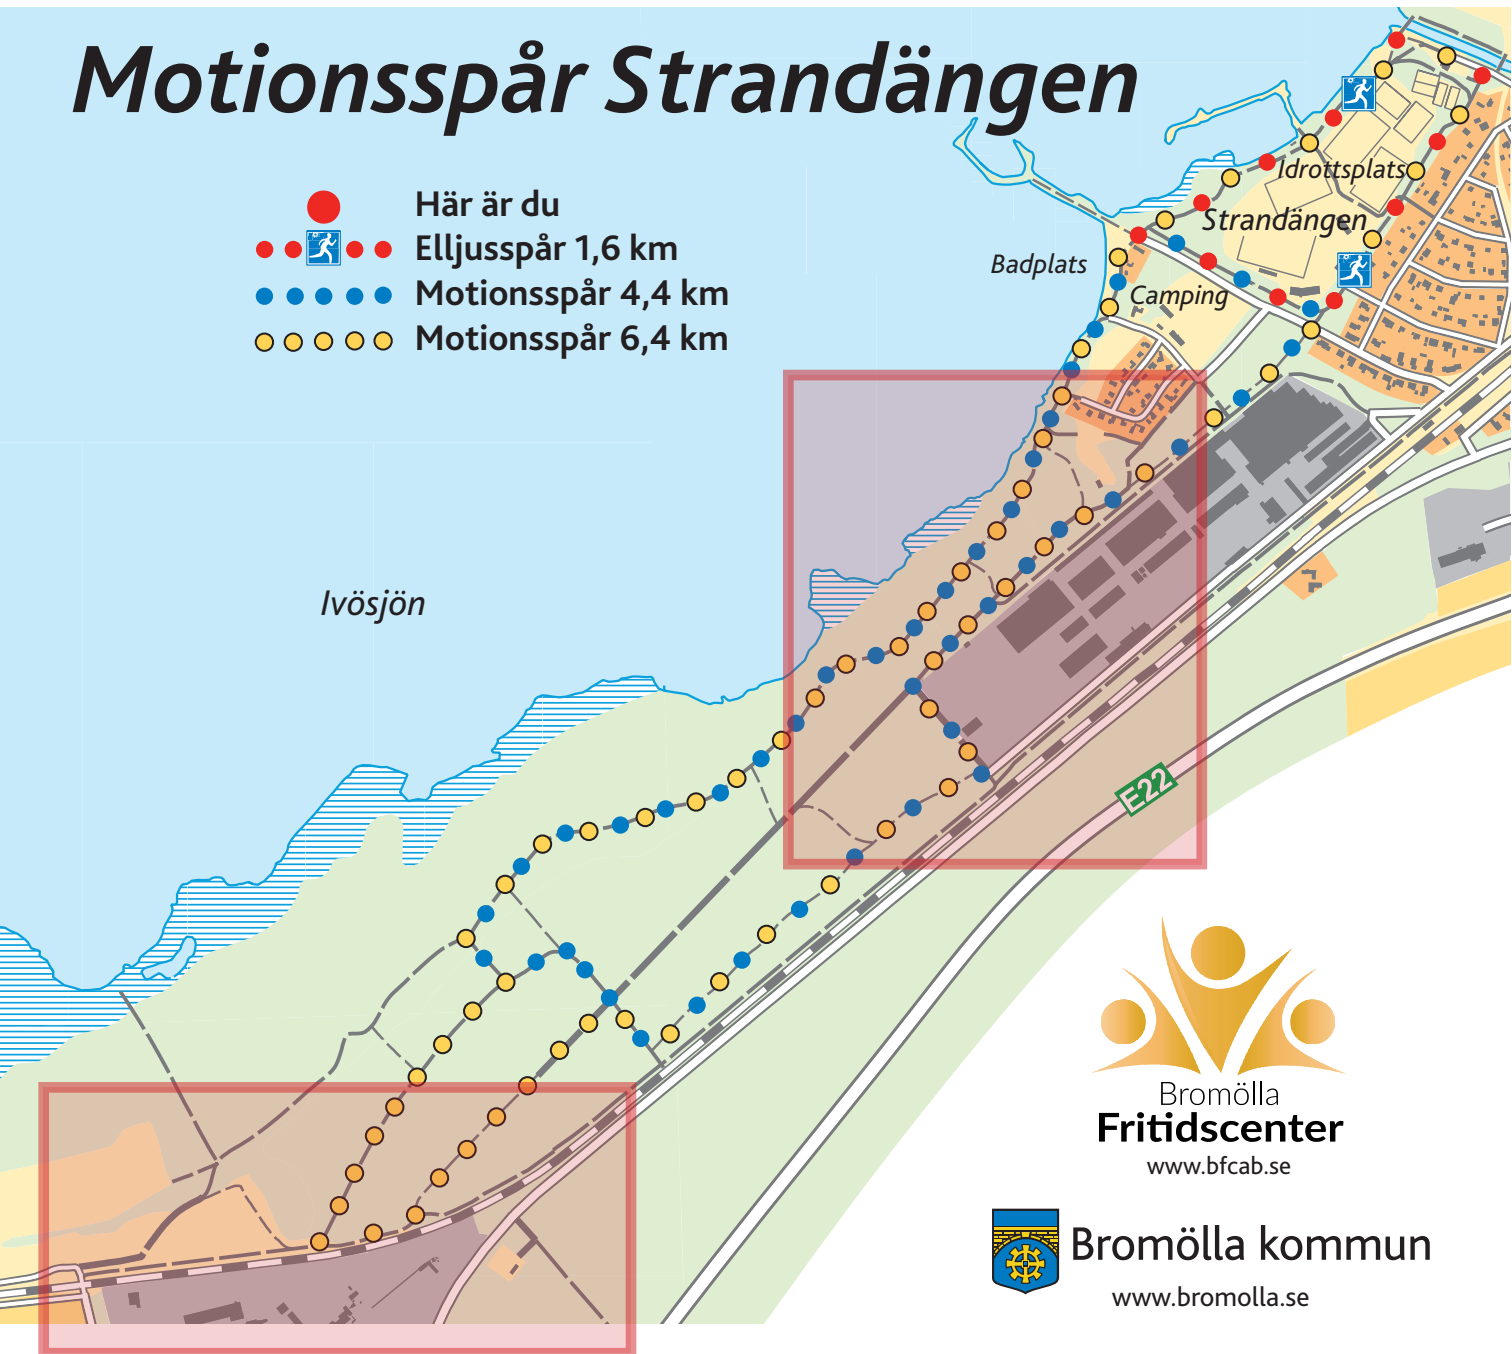 Motionsspår Strandängen
Här är du
Elljusspår 1,6 km
Motionsspår 4,4 km
Motionsspår 6,4 km
Idrottsplats
Strandängen
Badplats
Camping
Ivösjön
E22
Bromölla
Fritidscenter
www.bfcab.se
Bromölla kommun
www.bromolla.se